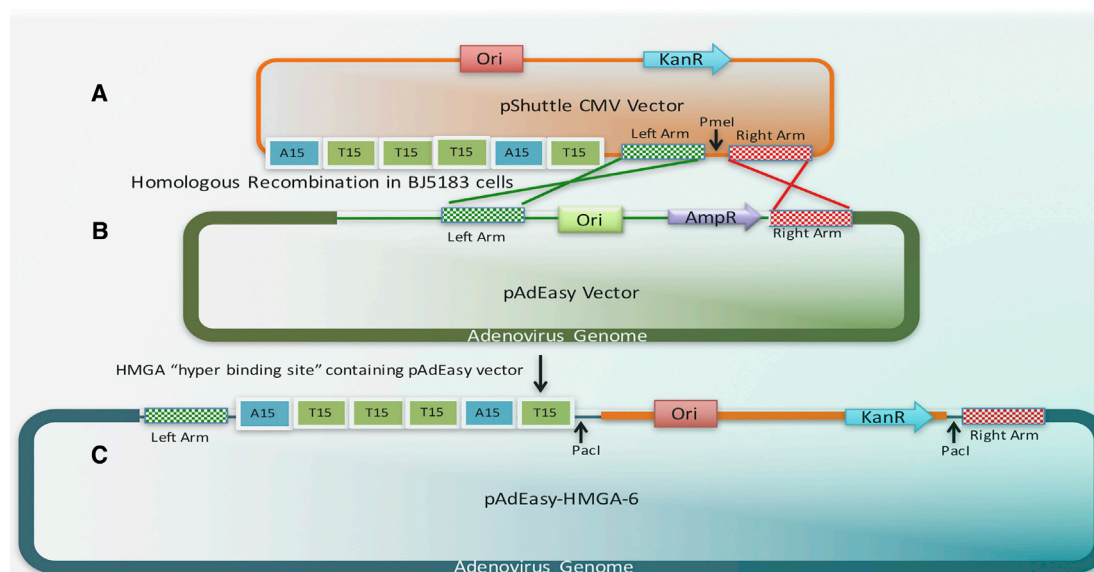 Ori
KanR
A
pShuttle CMV Vector
PmeI
Left Arm
Right Arm
A15 T15 T15 T15 A15 T15
Homologous Recombination in BJ5183 cells
B
Ori
AmpR
Left Arm
Right Arm
pAdEasy Vector
Adenovirus Genome
HMGA “hyper binding site” containing pAdEasy vector
A15 T15 T15 T15 A15 T15
Ori
KanR
Left Arm
Right Arm
PacI
PacI
C
pAdEasy-HMGA-6
Adenovirus Genome